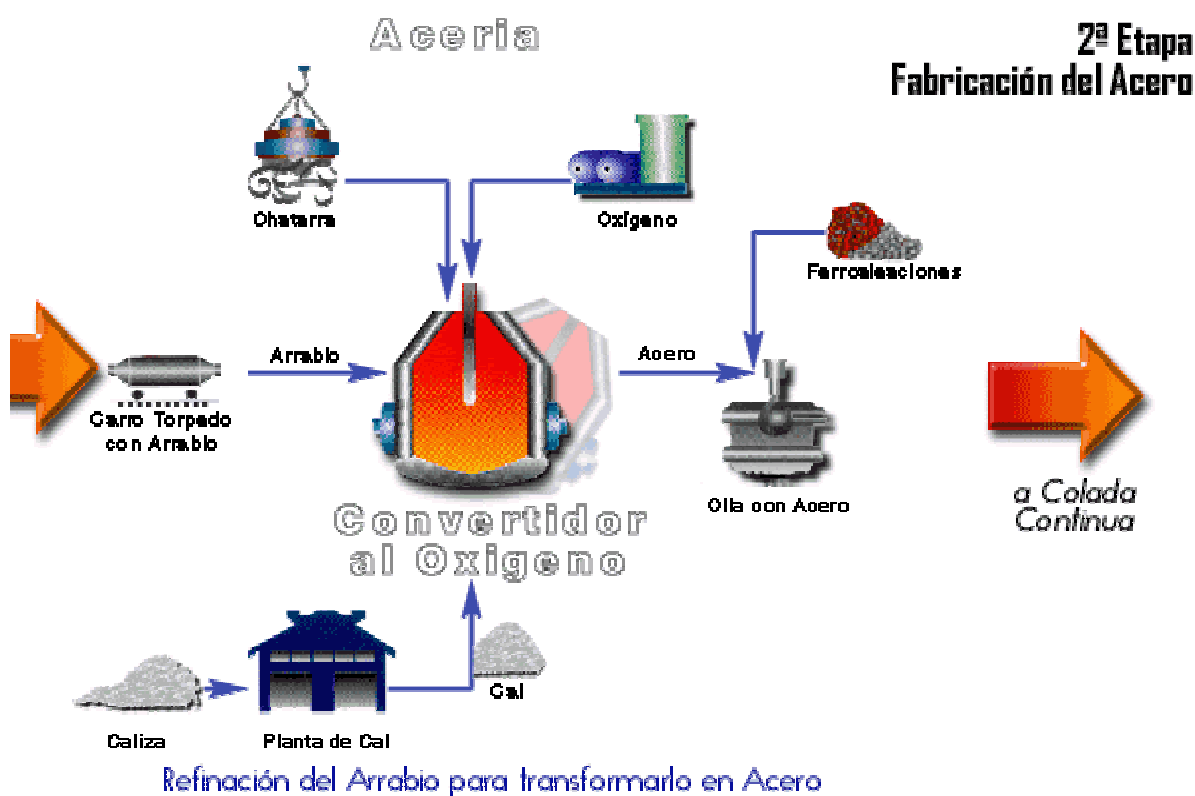 Aceria
2ª Etapa
Fabricación del Acero
Chatarra
Oxígeno
Ferroaleaciones
Arrabio
Acero
Carro Torpedo
con Arrabio
Olla con Acero
a Colada
Continua
Convertidor
al Oxigeno
Cal
Caliza
Planta de Cal
Refinación del Arrabio para transformarlo en Acero